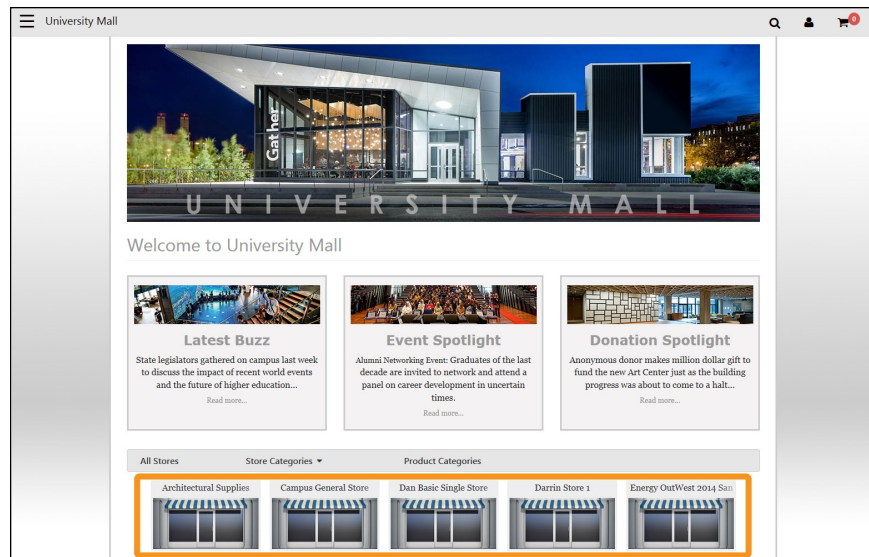 University Mall
0
Gather
UNIVERSITY MALL
Welcome to University Mall
Latest Buzz
State legislators gathered on campus last week
to discuss the impact of recent world events
and the future of higher education...
Read more...
Event Spotlight
Alumni Networking Event: Graduates of the last
decade are invited to network and attend a
panel on career development in uncertain
times.
Read more...
Donation Spotlight
Anonymous donor makes million dollar gift to
fund the new Art Center just as the building
progress was about to come to a halt...
Read more...
All Stores Store Categories Product Categories
Architectural Supplies Campus General Store Dan Basic Single Store Darrin Store 1 Energy OutWest 2014 San